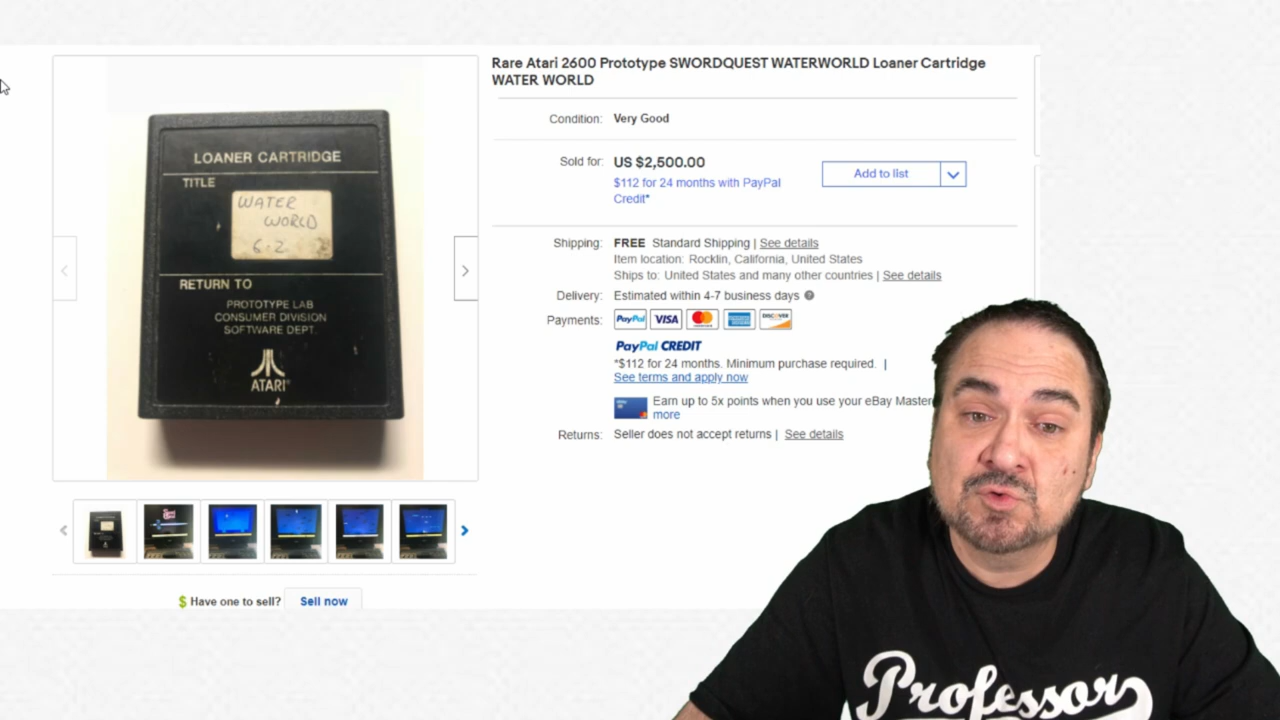 Rare Atari 2600 Prototype SWORDQUEST WATERWORLD Loaner Cartridge
WATER WORLD
Condition: Very Good
Sold for: US $2,500.00
$112 for 24 months with PayPal
Credit*
Add to list
Shipping: FREE Standard Shipping | See details
Item location: Rocklin, California, United States
Ships to: United States and many other countries | See details
Delivery: Estimated within 4-7 business days
Payments: PayPal VISA DISCOVER
PayPal CREDIT
*$112 for 24 months. Minimum purchase required. |
See terms and apply now
Earn up to 5x points when you use your eBay Master
more
Returns: Seller does not accept returns | See details
LOANER CARTRIDGE
TITLE
WATER
WORLD
6-2
RETURN TO
PROTOTYPE LAB
CONSUMER DIVISION
SOFTWARE DEPT.
ATARI®
$ Have one to sell? Sell now
Professor